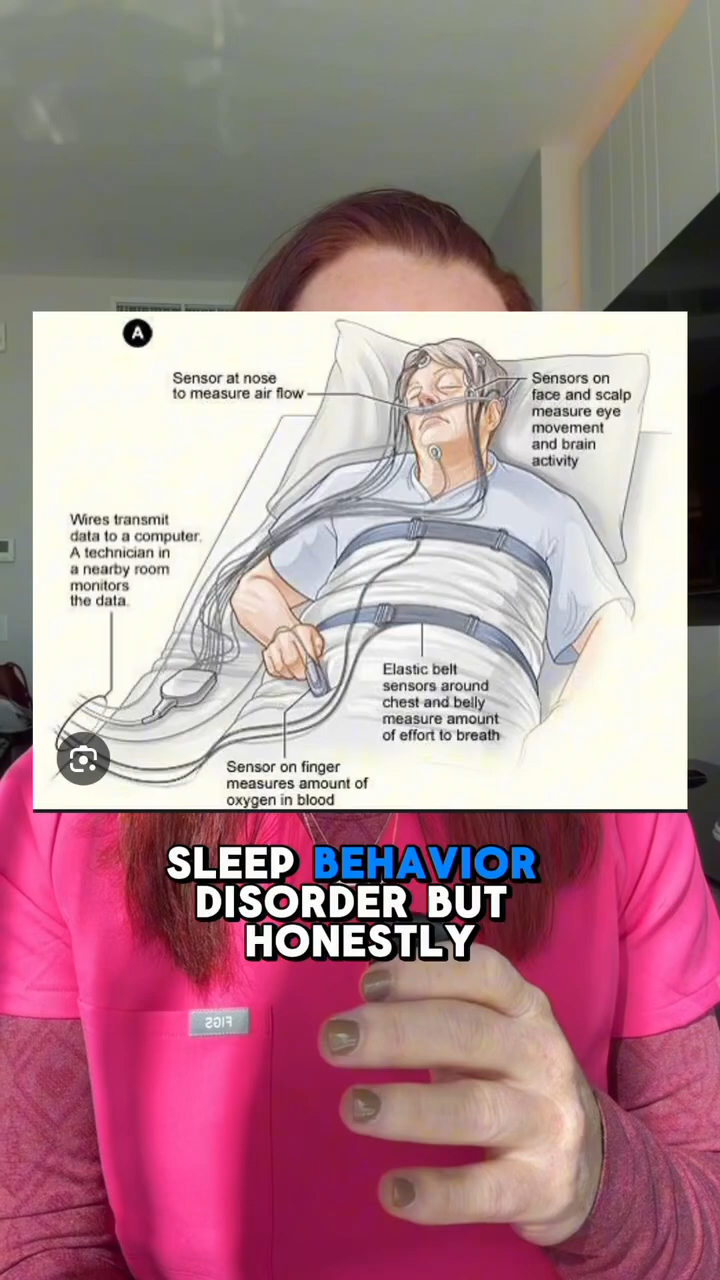 A
Sensor at nose
to measure air flow
Sensors on
face and scalp
measure eye
movement
and brain
activity
Wires transmit
data to a computer.
A technician in
a nearby room
monitors
the data.
Elastic belt
sensors around
chest and belly
measure amount
of effort to breath
Sensor on finger
measures amount of
oxygen in blood
SLEEP BEHAVIOR
DISORDER BUT
HONESTLY
FIGS